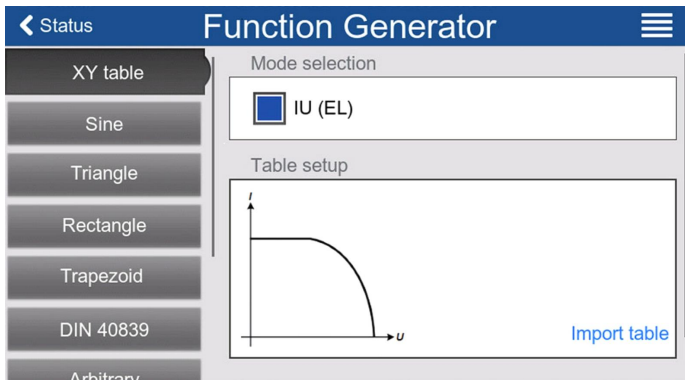 Status
Function Generator
XY table
Sine
Triangle
Rectangle
Trapezoid
DIN 40839
Arbitrary
Mode selection
IU (EL)
Table setup
I
U
Import table